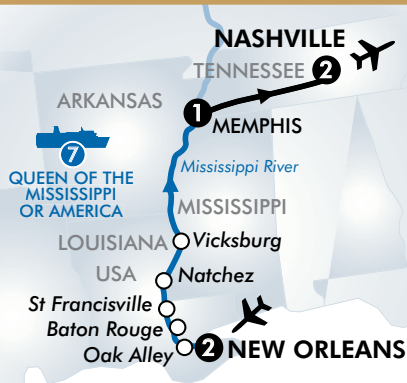 NASHVILLE
TENNESSEE 2
ARKANSAS
1
MEMPHIS
7
Mississippi River
QUEEN OF THE
MISSISSIPPI
OR AMERICA
MISSISSIPPI
LOUISIANA
Vicksburg
USA
Natchez
St Francisville
Baton Rouge
Oak Alley
2 NEW ORLEANS